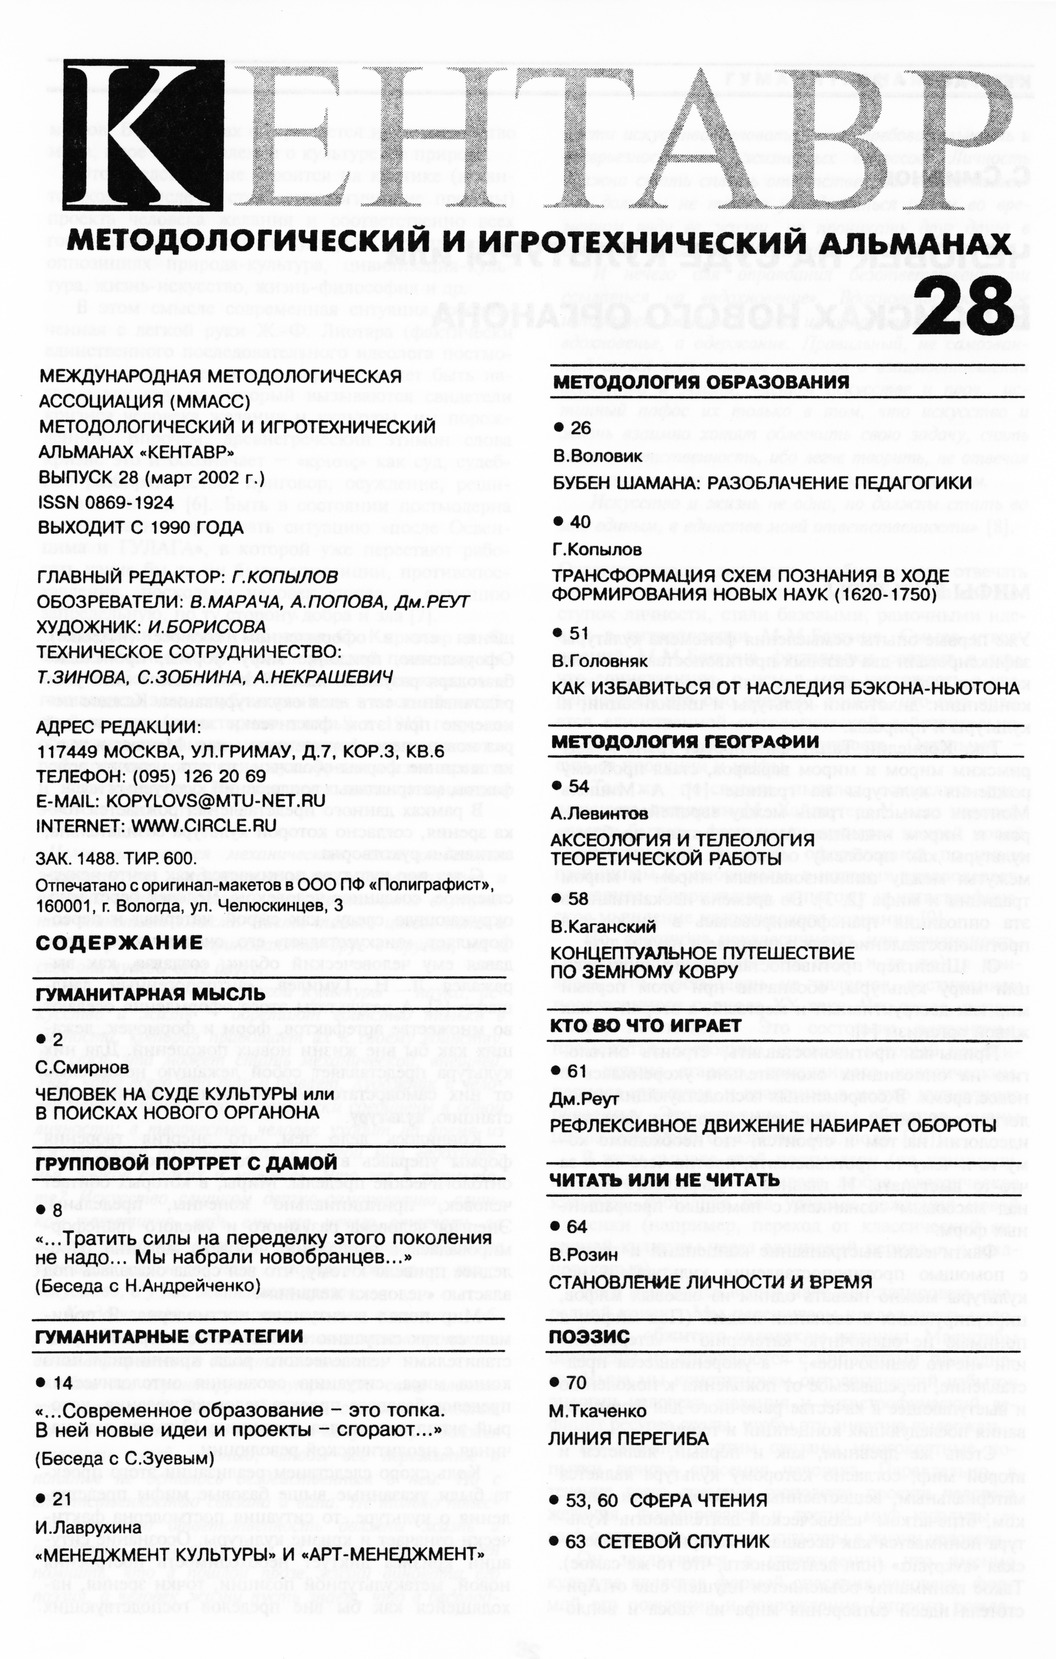 КЕНТАВР
МЕТОДОЛОГИЧЕСКИЙ И ИГРОТЕХНИЧЕСКИЙ АЛЬМАНАХ
28
МЕЖДУНАРОДНАЯ МЕТОДОЛОГИЧЕСКАЯ
АССОЦИАЦИЯ (ММАСС)
МЕТОДОЛОГИЧЕСКИЙ И ИГРОТЕХНИЧЕСКИЙ
АЛЬМАНАХ «КЕНТАВР»
ВЫПУСК 28 (март 2002 г.)
ISSN 0869-1924
ВЫХОДИТ С 1990 ГОДА
ГЛАВНЫЙ РЕДАКТОР: Г.КОПЫЛОВ
ОБОЗРЕВАТЕЛИ: В.МАРАЧА, А.ПОПОВА, Дм.РЕУТ
ХУДОЖНИК: И.БОРИСОВА
ТЕХНИЧЕСКОЕ СОТРУДНИЧЕСТВО:
Т.ЗИНОВА, С.ЗОБНИНА, А.НЕКРАШЕВИЧ
АДРЕС РЕДАКЦИИ:
117449 МОСКВА, УЛ.ГРИМАУ, Д.7, КОР.3, КВ.6
ТЕЛЕФОН: (095) 126 20 69
E-MAIL: KOPYLOVS@MTU-NET.RU
INTERNET: WWW.CIRCLE.RU
ЗАК. 1488. ТИР. 600.
Отпечатано с оригинал-макетов в ООО ПФ «Полиграфист»,
160001, г. Вологда, ул. Челюскинцев, 3
СОДЕРЖАНИЕ
ГУМАНИТАРНАЯ МЫСЛЬ
● 2
С.Смирнов
ЧЕЛОВЕК НА СУДЕ КУЛЬТУРЫ или
В ПОИСКАХ НОВОГО ОРГАНОНА
ГРУППОВОЙ ПОРТРЕТ С ДАМОЙ
● 8
«...Тратить силы на переделку этого поколения
не надо... Мы набрали новобранцев...»
(Беседа с Н.Андрейченко)
ГУМАНИТАРНЫЕ СТРАТЕГИИ
● 14
«...Современное образование – это топка.
В ней новые идеи и проекты – сгорают...»
(Беседа с С.Зуевым)
● 21
И.Лаврухина
«МЕНЕДЖМЕНТ КУЛЬТУРЫ» И «АРТ-МЕНЕДЖМЕНТ»
МЕТОДОЛОГИЯ ОБРАЗОВАНИЯ
● 26
В.Воловик
БУБЕН ШАМАНА: РАЗОБЛАЧЕНИЕ ПЕДАГОГИКИ
● 40
Г.Копылов
ТРАНСФОРМАЦИЯ СХЕМ ПОЗНАНИЯ В ХОДЕ
ФОРМИРОВАНИЯ НОВЫХ НАУК (1620-1750)
● 51
В.Головняк
КАК ИЗБАВИТЬСЯ ОТ НАСЛЕДИЯ БЭКОНА-НЬЮТОНА
МЕТОДОЛОГИЯ ГЕОГРАФИИ
● 54
А.Левинтов
АКСЕОЛОГИЯ И ТЕЛЕОЛОГИЯ
ТЕОРЕТИЧЕСКОЙ РАБОТЫ
● 58
В.Каганский
КОНЦЕПТУАЛЬНОЕ ПУТЕШЕСТВИЕ
ПО ЗЕМНОМУ КОВРУ
КТО ВО ЧТО ИГРАЕТ
● 61
Дм.Реут
РЕФЛЕКСИВНОЕ ДВИЖЕНИЕ НАБИРАЕТ ОБОРОТЫ
ЧИТАТЬ ИЛИ НЕ ЧИТАТЬ
● 64
В.Розин
СТАНОВЛЕНИЕ ЛИЧНОСТИ И ВРЕМЯ
ПОЭЗИС
● 70
М.Ткаченко
ЛИНИЯ ПЕРЕГИБА
● 53, 60 СФЕРА ЧТЕНИЯ
● 63 СЕТЕВОЙ СПУТНИК